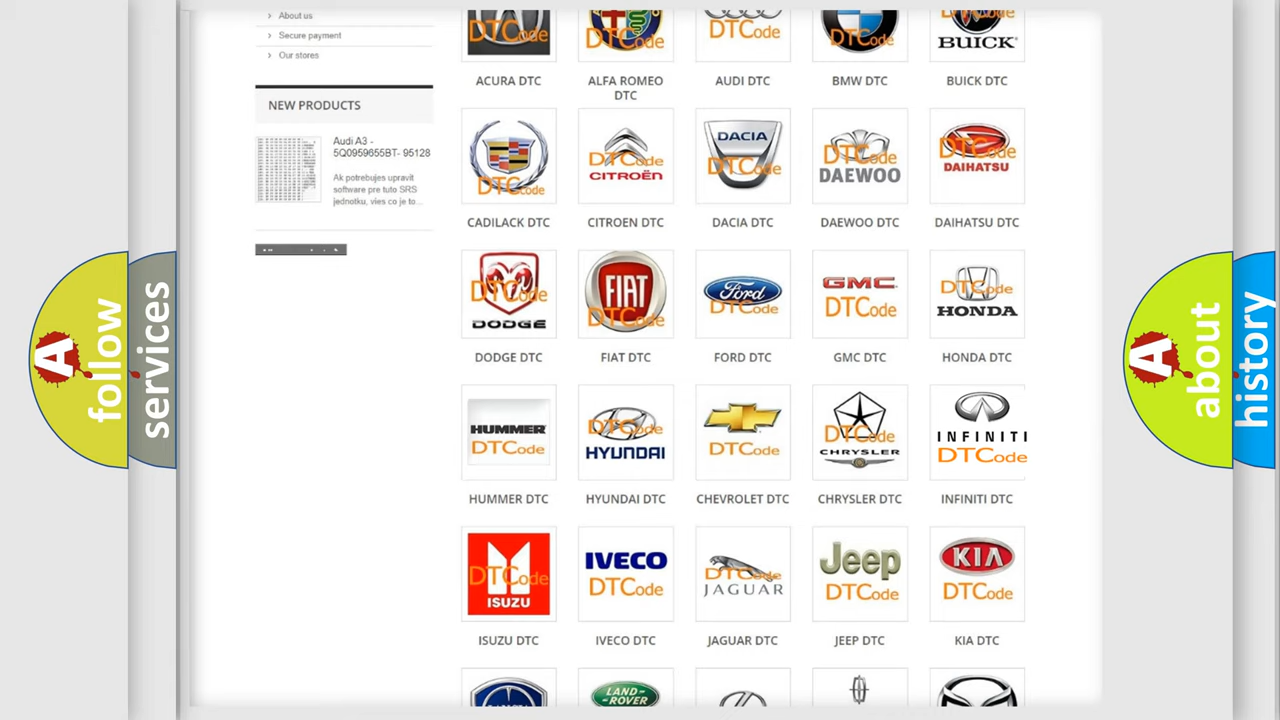 About us
Secure payment
Our stores
NEW PRODUCTS
Audi A3 -
5Q0959655BT- 95128
Ak potrebujes upravit
software pre tuto SRS
jednotku, vies co je to...
DTCode
DTCode
DTCode
DTCode
BUICK
ACURA DTC
ALFA ROMEO
DTC
AUDI DTC
BMW DTC
BUICK DTC
DTCode
DTCode
CITROËN
DACIA
DTCode
DTCode
DAEWOO
DTCode
DAIHATSU
CADILACK DTC
CITROEN DTC
DACIA DTC
DAEWOO DTC
DAIHATSU DTC
DTCode
DODGE
FIAT
DTCode
Ford
DTCode
GMC
DTCode
DTCode
HONDA
DODGE DTC
FIAT DTC
FORD DTC
GMC DTC
HONDA DTC
HUMMER
DTCode
DTCode
HYUNDAI
DTCode
DTCode
CHRYSLER
INFINITI
DTCode
HUMMER DTC
HYUNDAI DTC
CHEVROLET DTC
CHRYSLER DTC
INFINITI DTC
DTCode
ISUZU
IVECO
DTCode
DTCode
JAGUAR
Jeep
DTCode
KIA
DTCode
ISUZU DTC
IVECO DTC
JAGUAR DTC
JEEP DTC
KIA DTC
LAND-
ROVER
A
follow
services
A
about
history